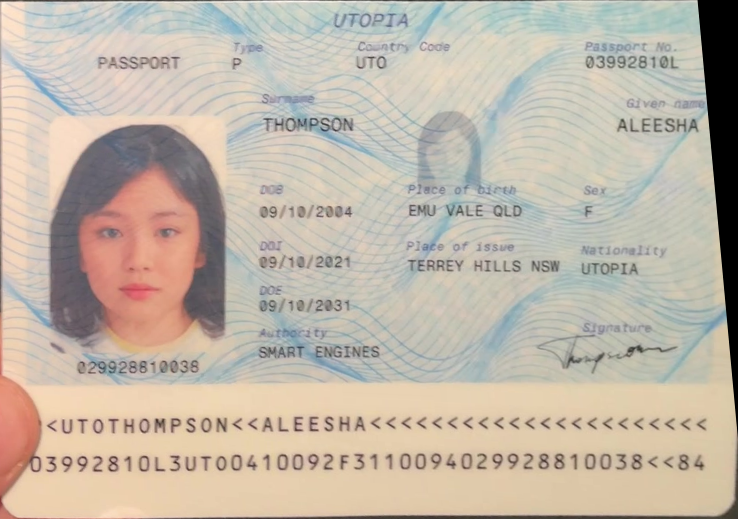 UTOPIA
Type Country Code Passport No.
PASSPORT P UTO 03992810L
Surname Given name
THOMPSON ALEESHA
DOB Place of birth Sex
09/10/2004 EMU VALE QLD F
DOI Place of issue Nationality
09/10/2021 TERREY HILLS NSW UTOPIA
DOE
09/10/2031
Authority Signature
SMART ENGINES Thompson
029928810038
<UTOTHOMPSON<<ALEESHA<<<<<<<<<<<<<<<<<<<<<<
03992810L3UTO0410092F3110094029928810038<<84